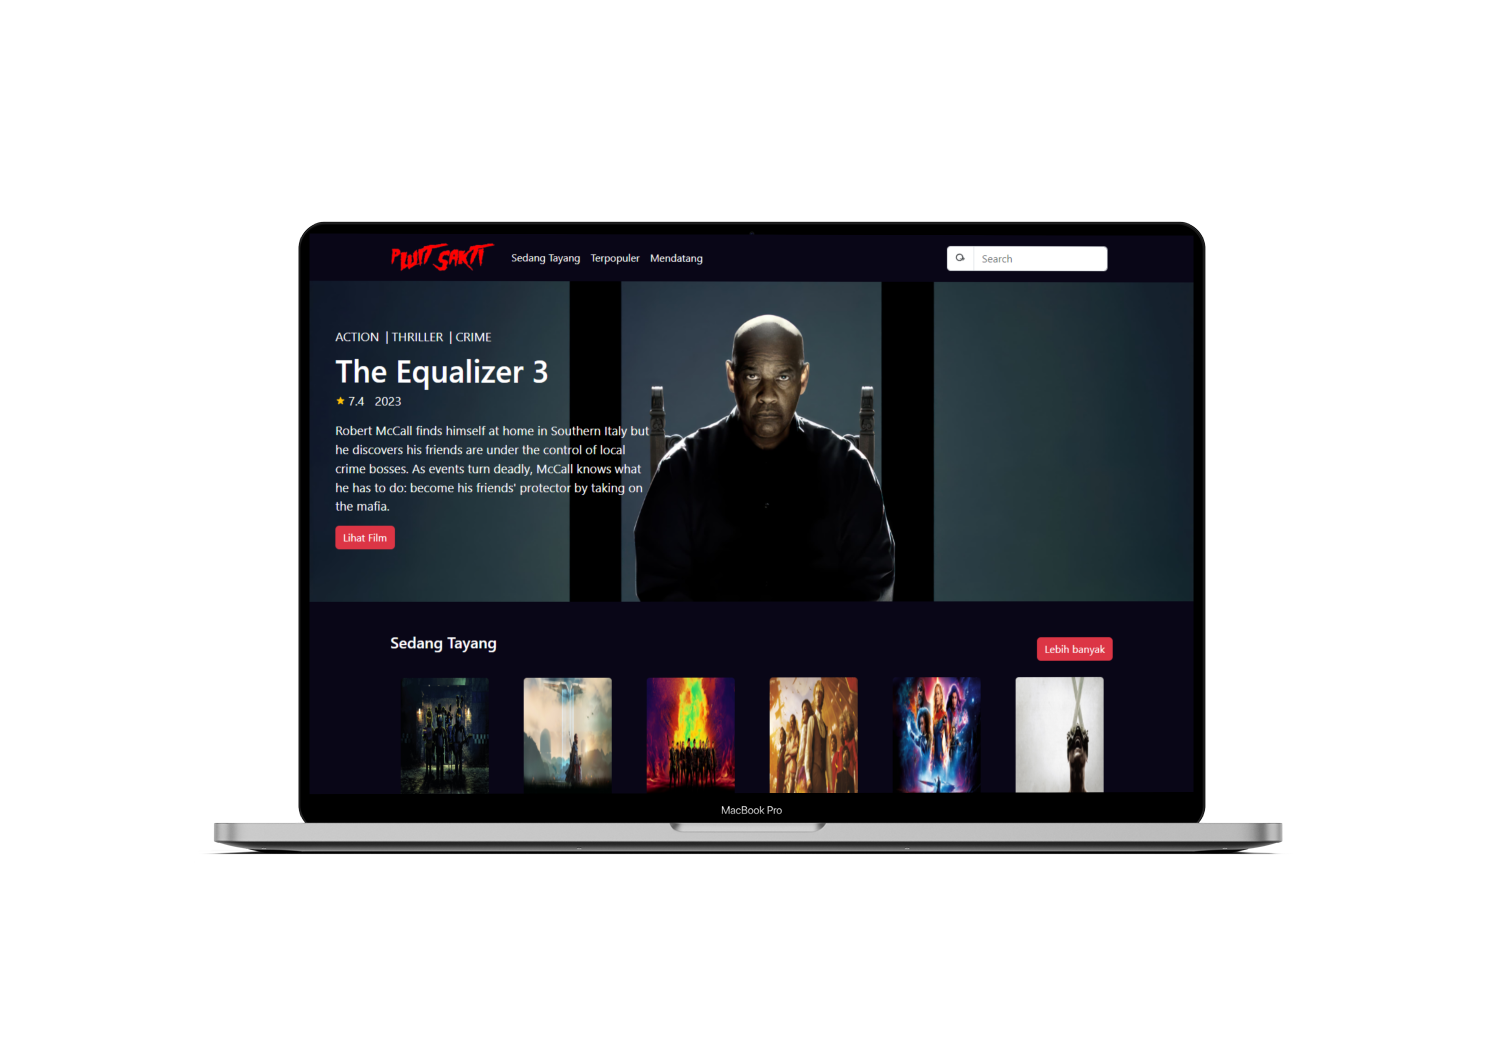 PLUIT SAKTI
Sedang Tayang Terpopuler Mendatang
Search
ACTION | THRILLER | CRIME
The Equalizer 3
7.4 2023
Robert McCall finds himself at home in Southern Italy but
he discovers his friends are under the control of local
crime bosses. As events turn deadly, McCall knows what
he has to do: become his friends' protector by taking on
the mafia.
Lihat Film
Sedang Tayang
Lebih banyak
MacBook Pro